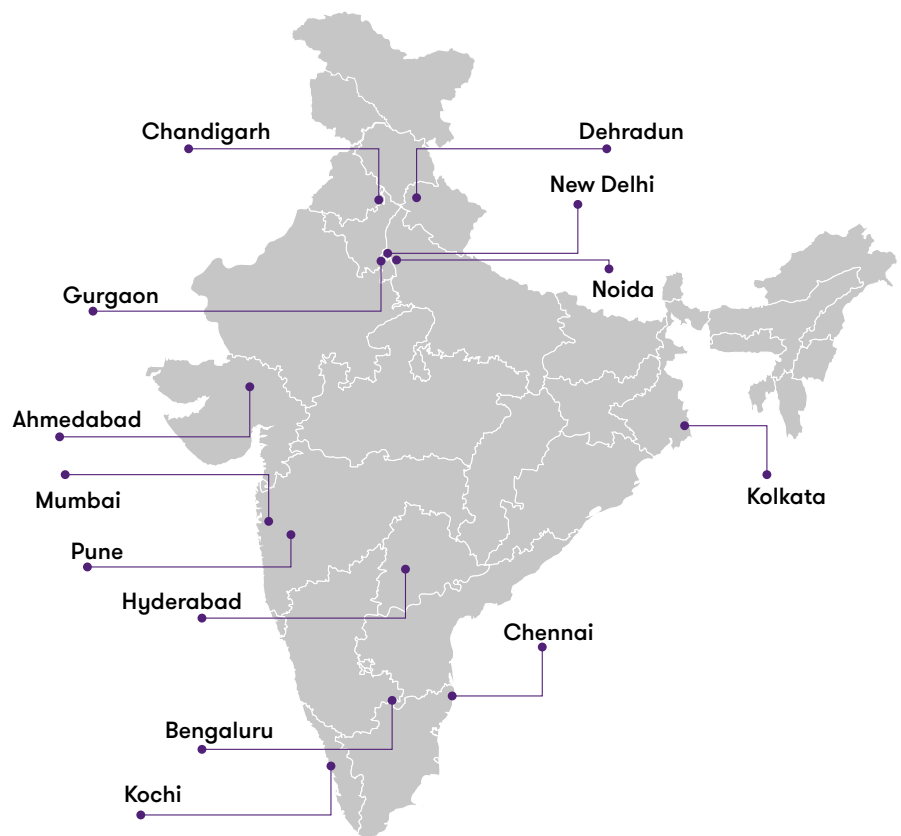 Chandigarh
Dehradun
New Delhi
Noida
Gurgaon
Ahmedabad
Mumbai
Kolkata
Pune
Hyderabad
Chennai
Bengaluru
Kochi